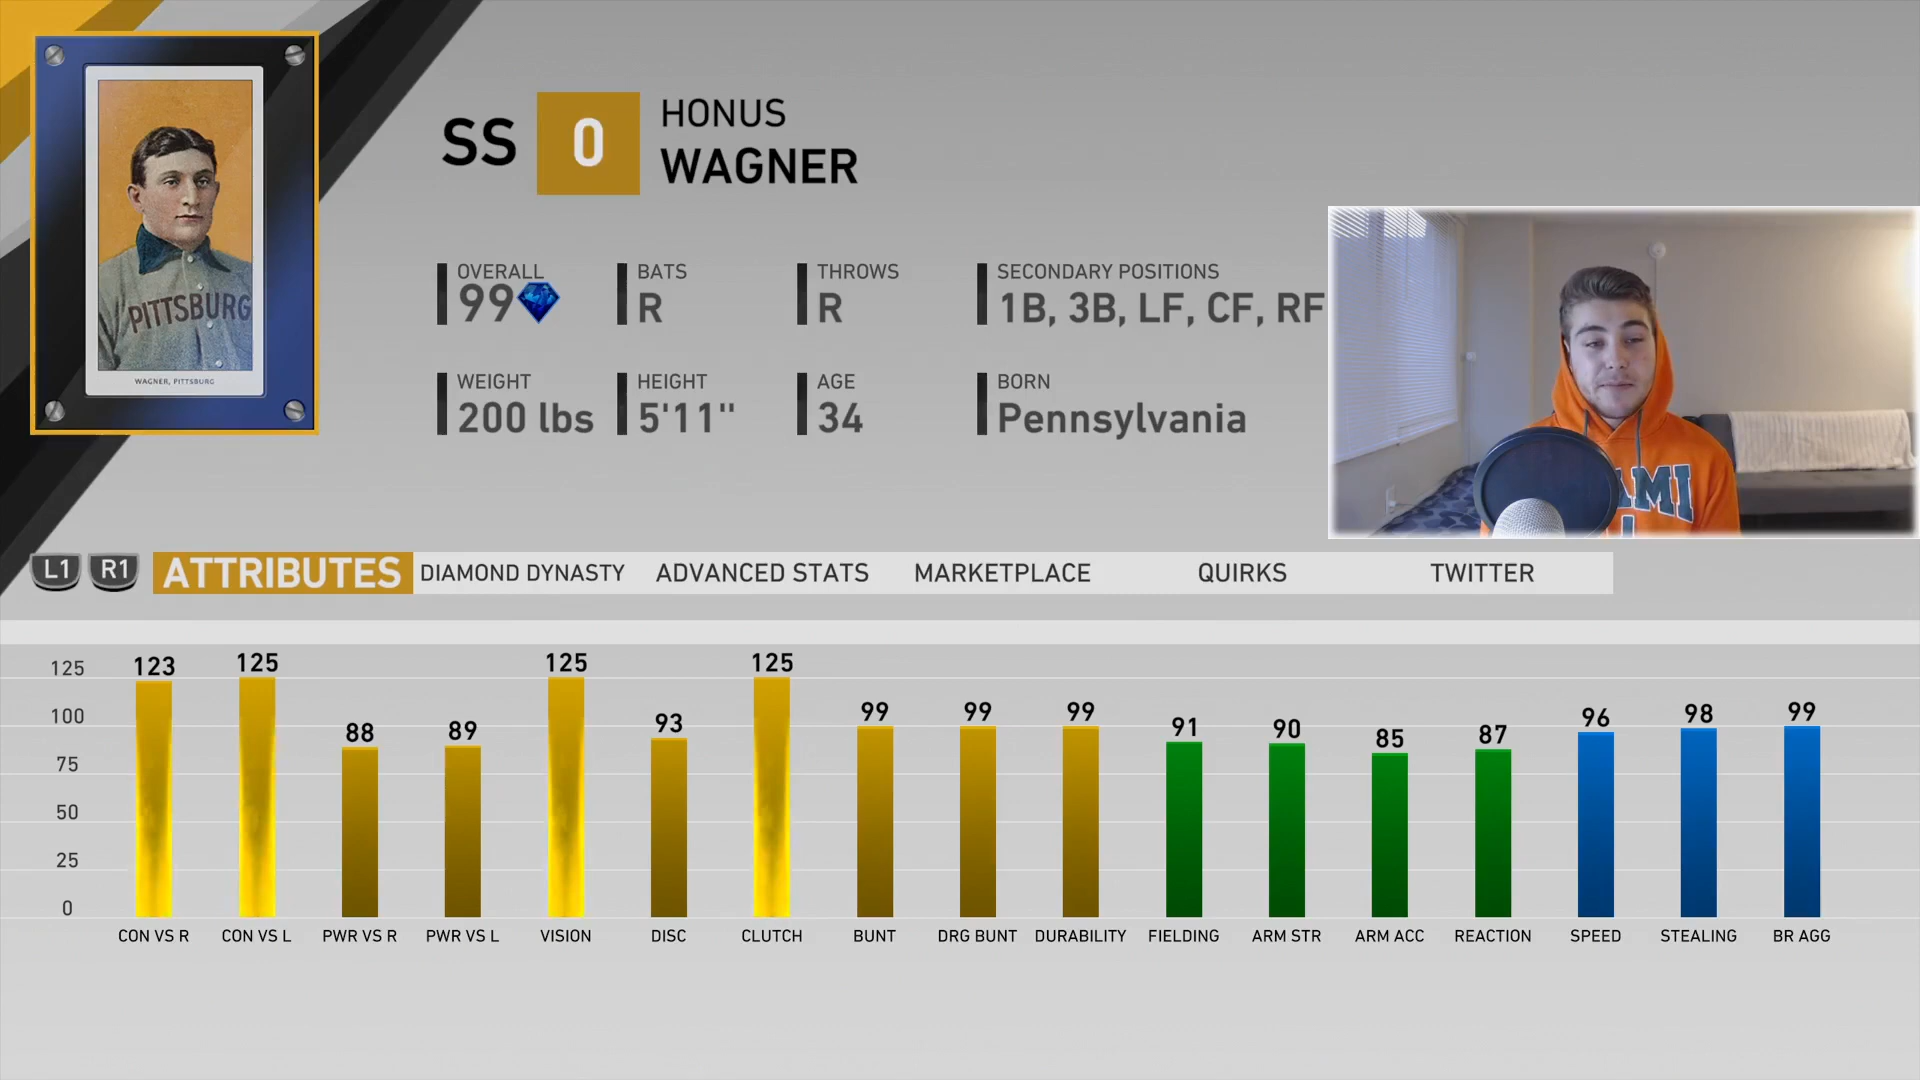 SS 0 HONUS
WAGNER
PITTSBURG
WAGNER, PITTSBURG
OVERALL BATS THROWS SECONDARY POSITIONS
99 R R 1B, 3B, LF, CF, RF
WEIGHT HEIGHT AGE BORN
200 lbs 5'11" 34 Pennsylvania
AMI
L1 R1 ATTRIBUTES DIAMOND DYNASTY ADVANCED STATS MARKETPLACE QUIRKS TWITTER
123 125 88 89 125 93 125 99 99 99 91 90 85 87 96 98 99
125
100
75
50
25
0
CON VS R CON VS L PWR VS R PWR VS L VISION DISC CLUTCH BUNT DRG BUNT DURABILITY FIELDING ARM STR ARM ACC REACTION SPEED STEALING BR AGG